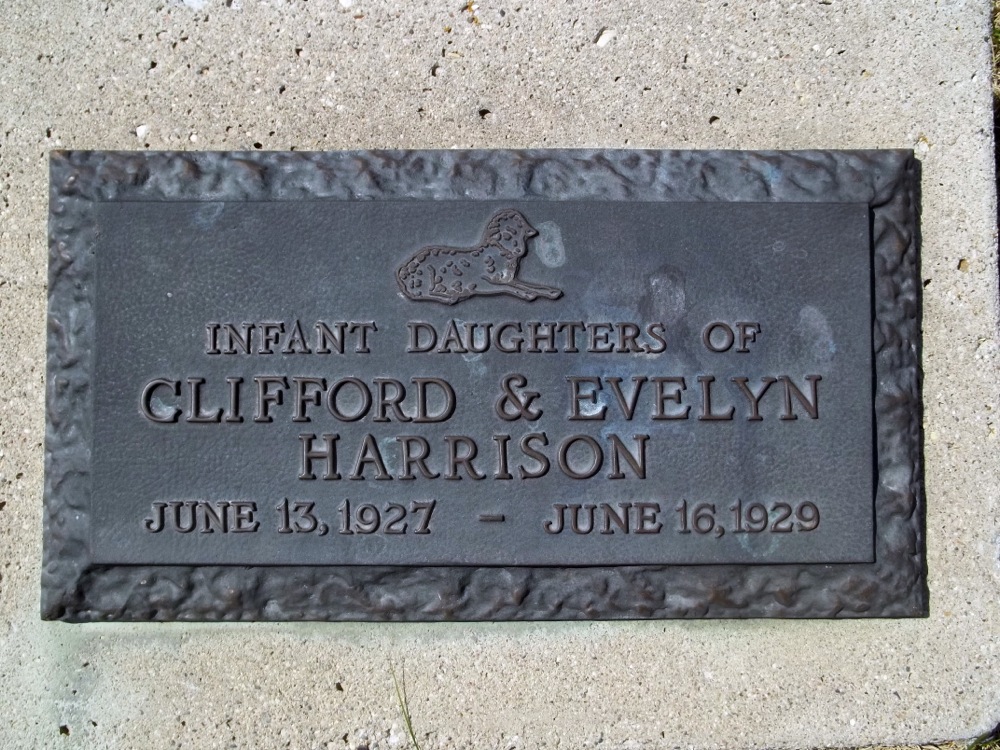 INFANT DAUGHTERS OF
CLIFFORD & EVELYN
HARRISON
JUNE 13, 1927 - JUNE 16, 1929